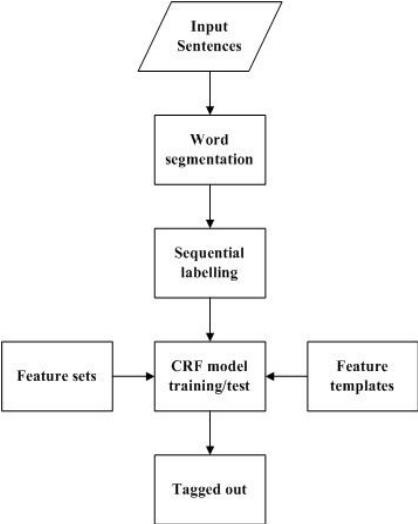 Input
Sentences
Word
segmentation
Sequential
labelling
Feature sets
CRF model
training/test
Feature
templates
Tagged out